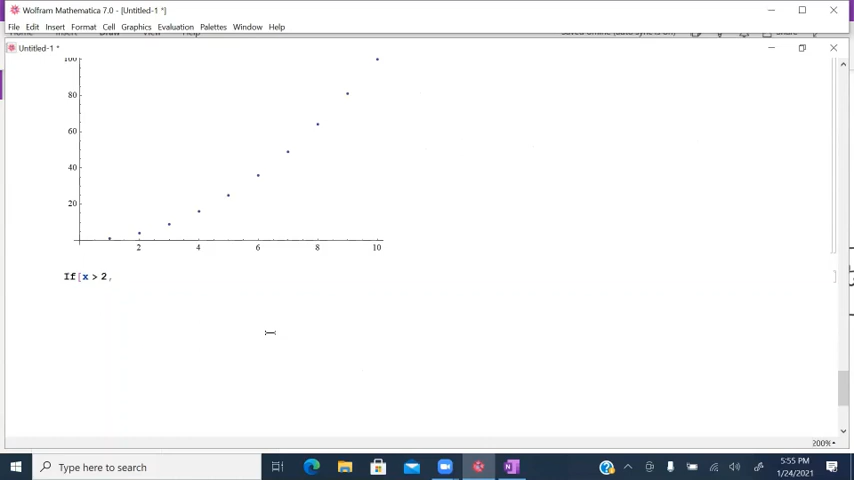 Wolfram Mathematica 7.0 - [Untitled-1 *]
File Edit Insert Format Cell Graphics Evaluation Palettes Window Help
Untitled-1 *
100
80
60
40
20
2 4 6 8 10
If[x > 2,
200%
Type here to search
5:55 PM
1/24/2021